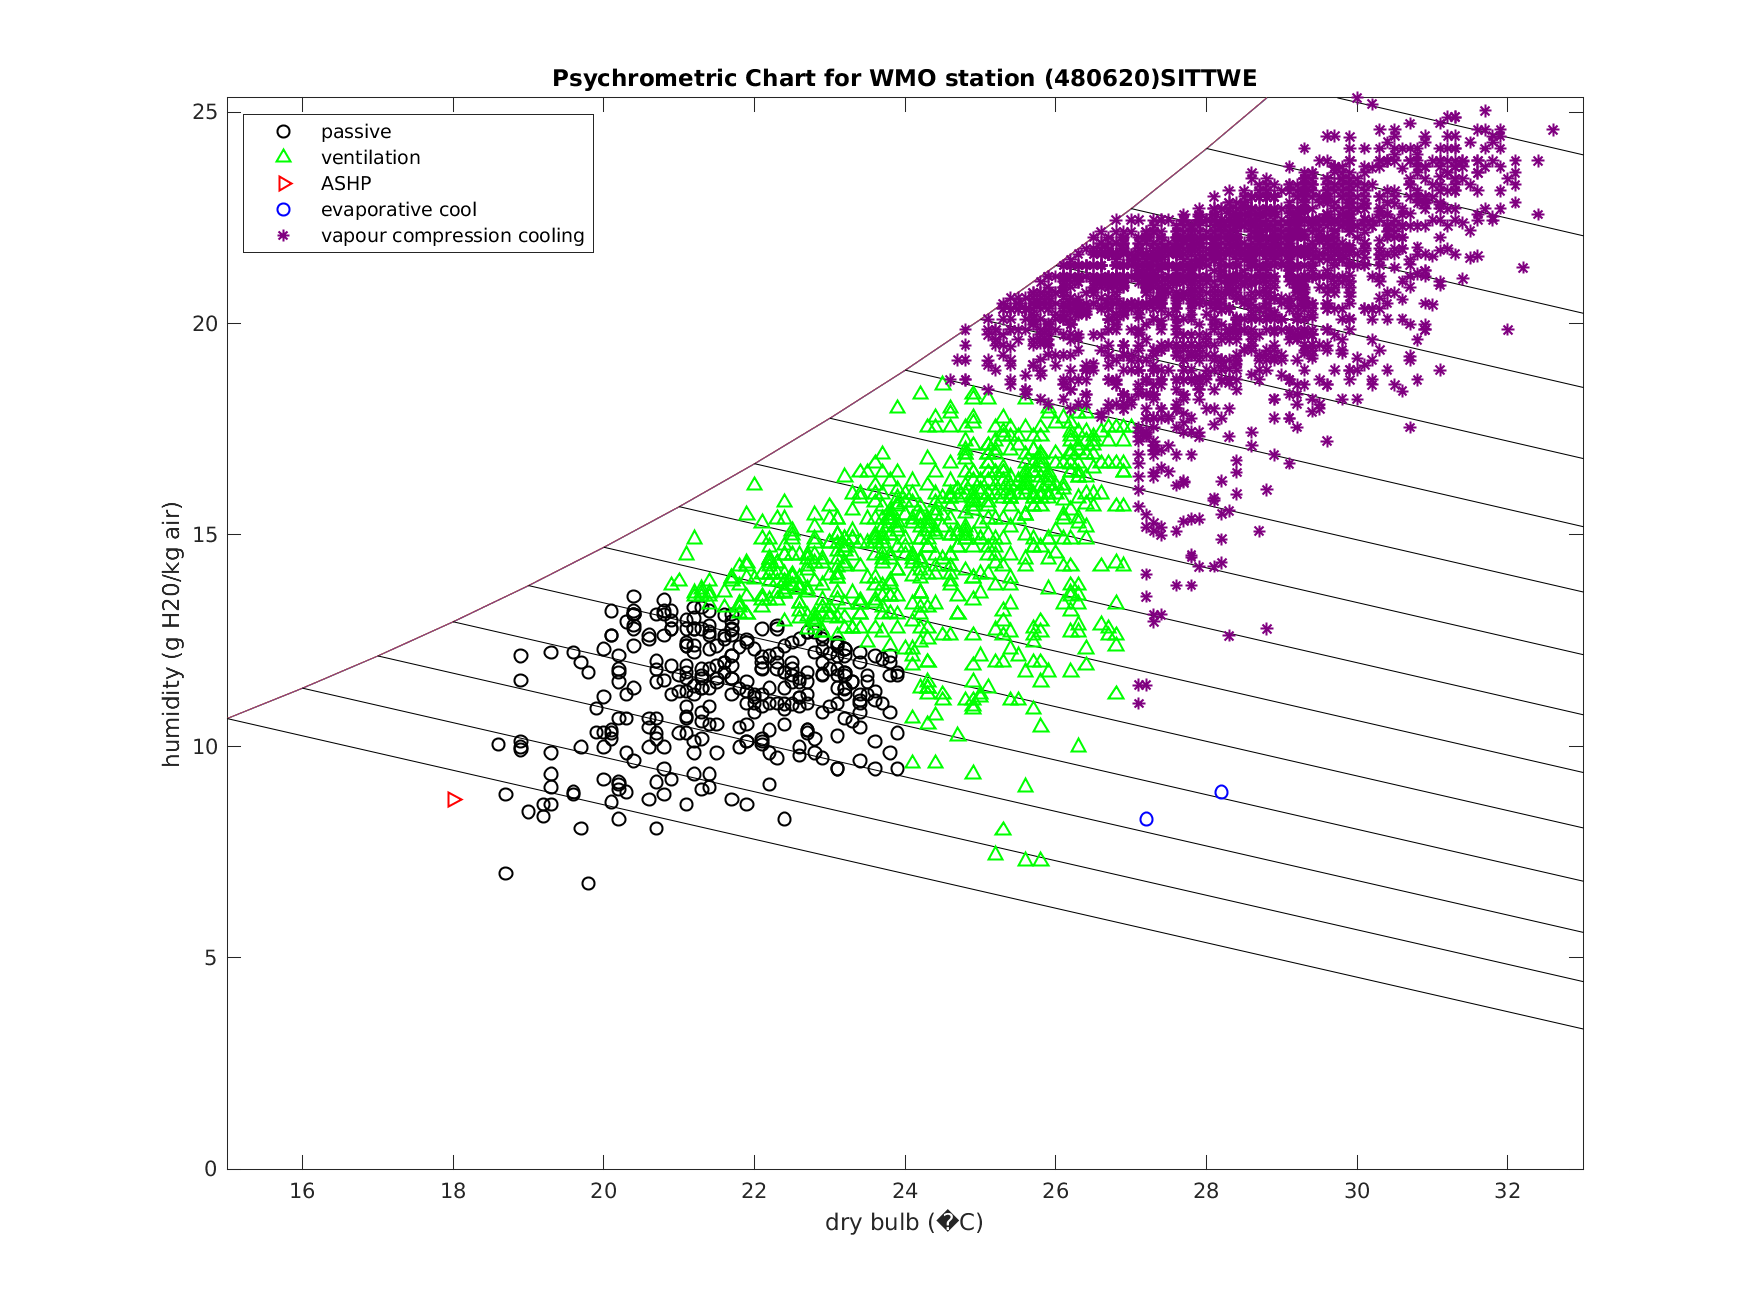 Psychrometric Chart for WMO station (480620)SITTWE
passive
ventilation
ASHP
evaporative cool
vapour compression cooling
humidity (g H20/kg air)
25
20
15
10
5
0
16 18 20 22 24 26 28 30 32
dry bulb (�C)